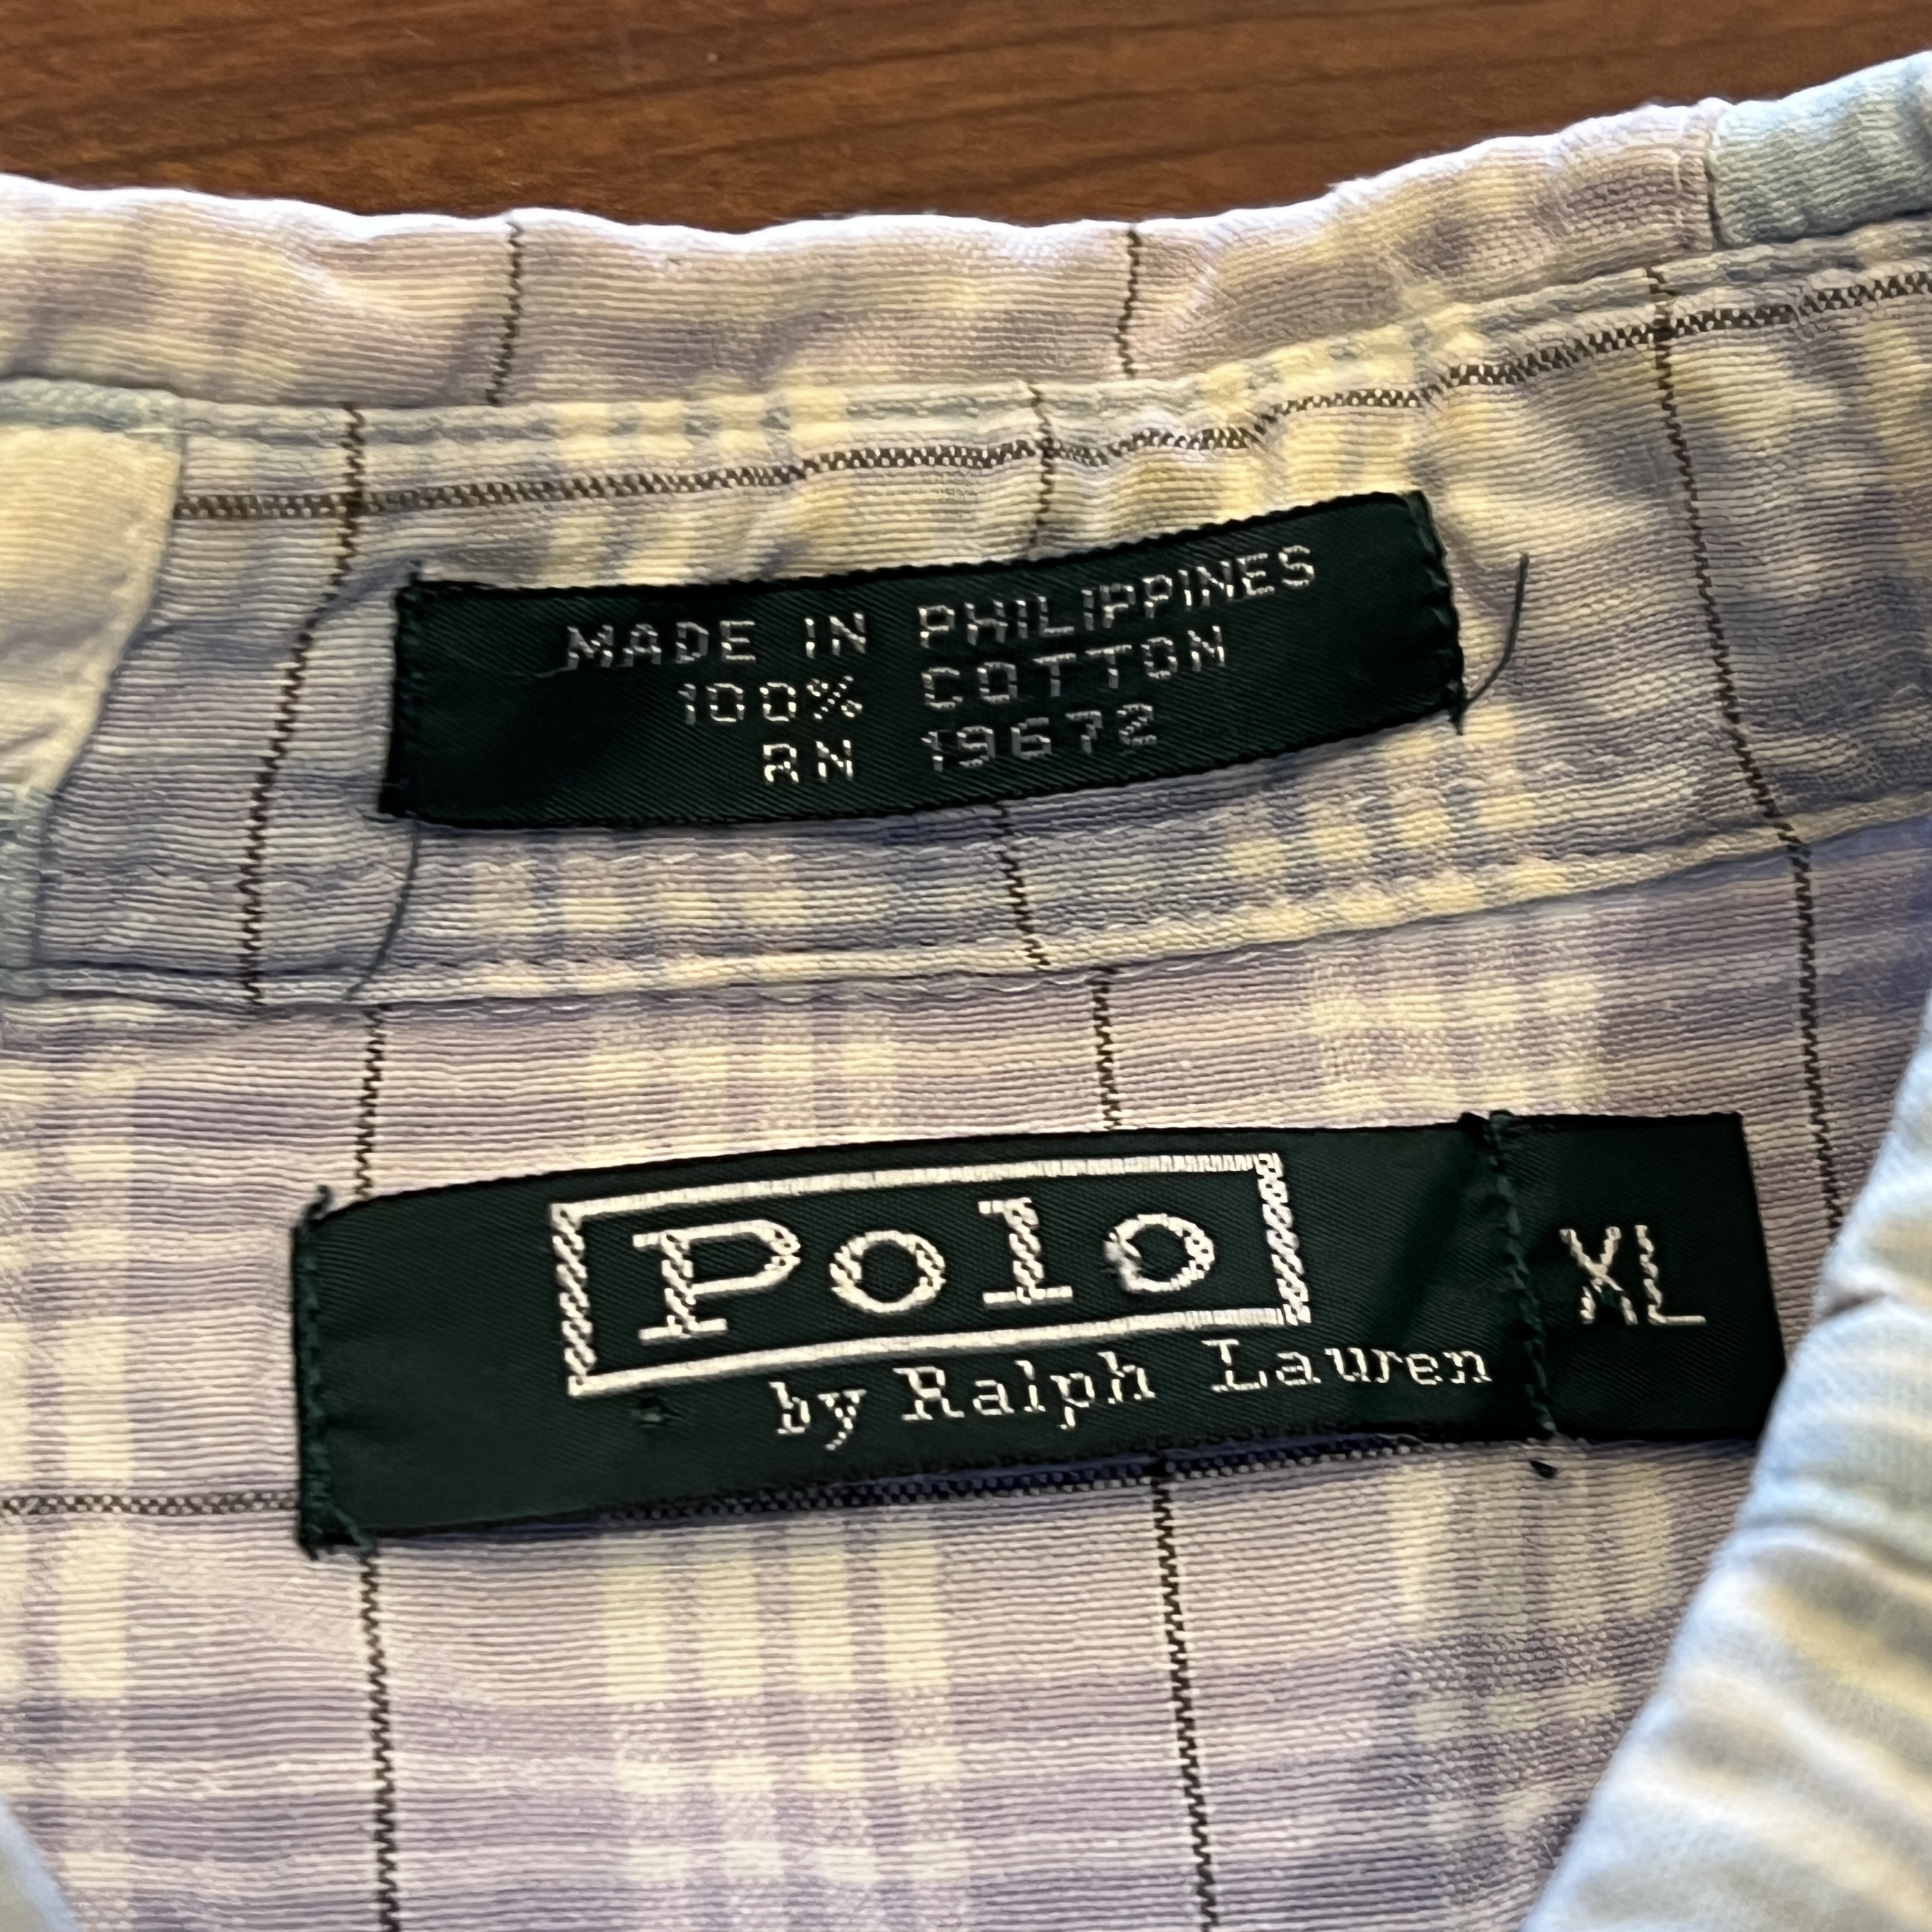 MADE IN PHILIPPINES
100% COTTON
RN 19672
Polo
by Ralph Lauren
XL